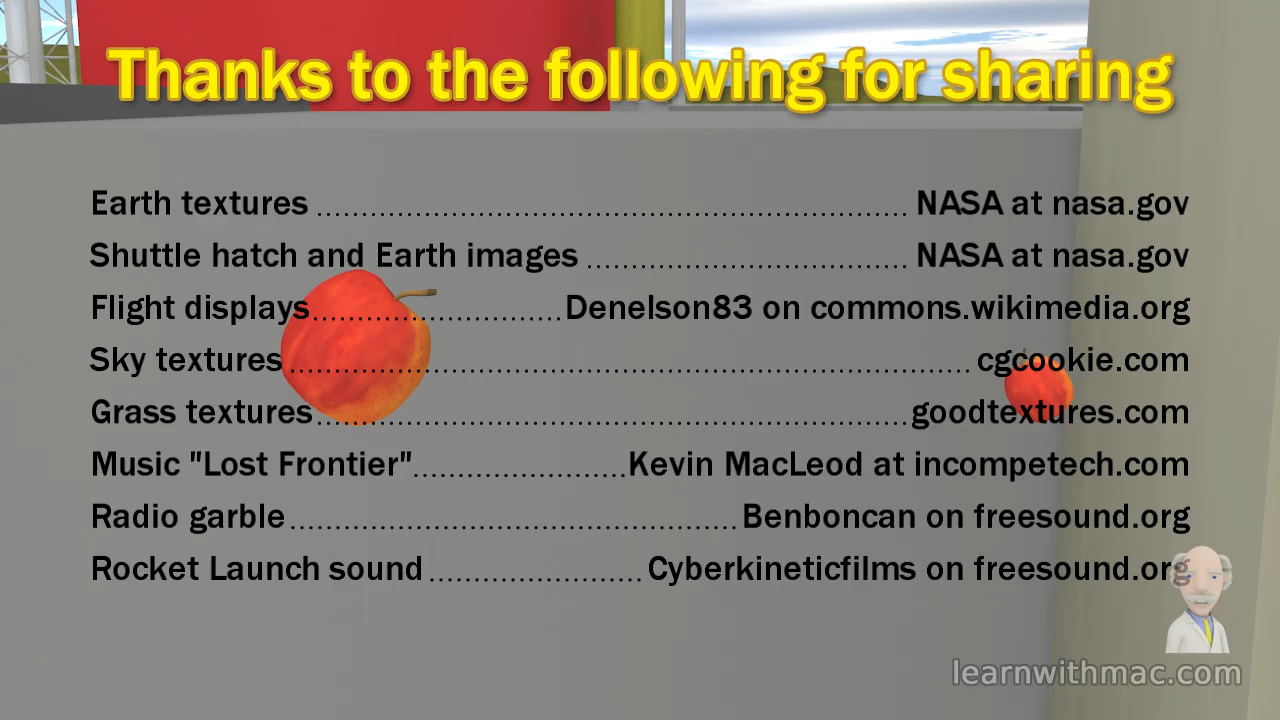 Thanks to the following for sharing
Earth textures ........................................................ NASA at nasa.gov
Shuttle hatch and Earth images ............................... NASA at nasa.gov
Flight displays........................Denelson83 on commons.wikimedia.org
Sky textures ................................................................. cgcookie.com
Grass textures........................................................goodtextures.com
Music "Lost Frontier"....................Kevin MacLeod at incompetech.com
Radio garble ........................................... Benboncan on freesound.org
Rocket Launch sound ..................... Cyberkineticfilms on freesound.org
learnwithmac.com